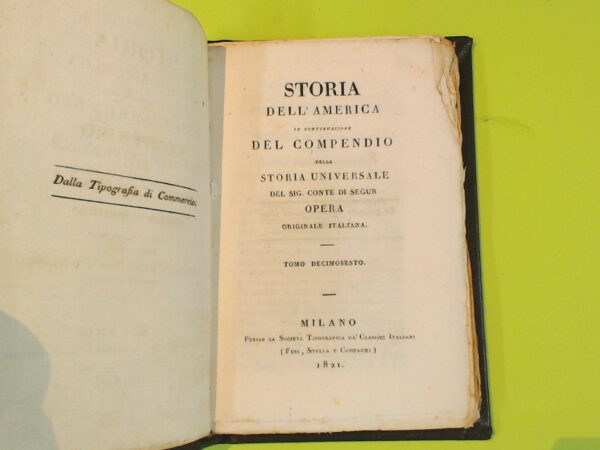 Dalla Tipografia di Commercio.
STORIA
DELL' AMERICA
IN CONTINUAZIONE
DEL COMPENDIO
DELLA
STORIA UNIVERSALE
DEL SIG. CONTE DI SEGUR
OPERA
ORIGINALE ITALIANA.
TOMO DECIMOSESTO.
MILANO
PRESSO LA SOCIETÀ TIPOGRAFICA DE' CLASSICI ITALIANI
(FUSI, STELLA E COMPAGNI)
1821.